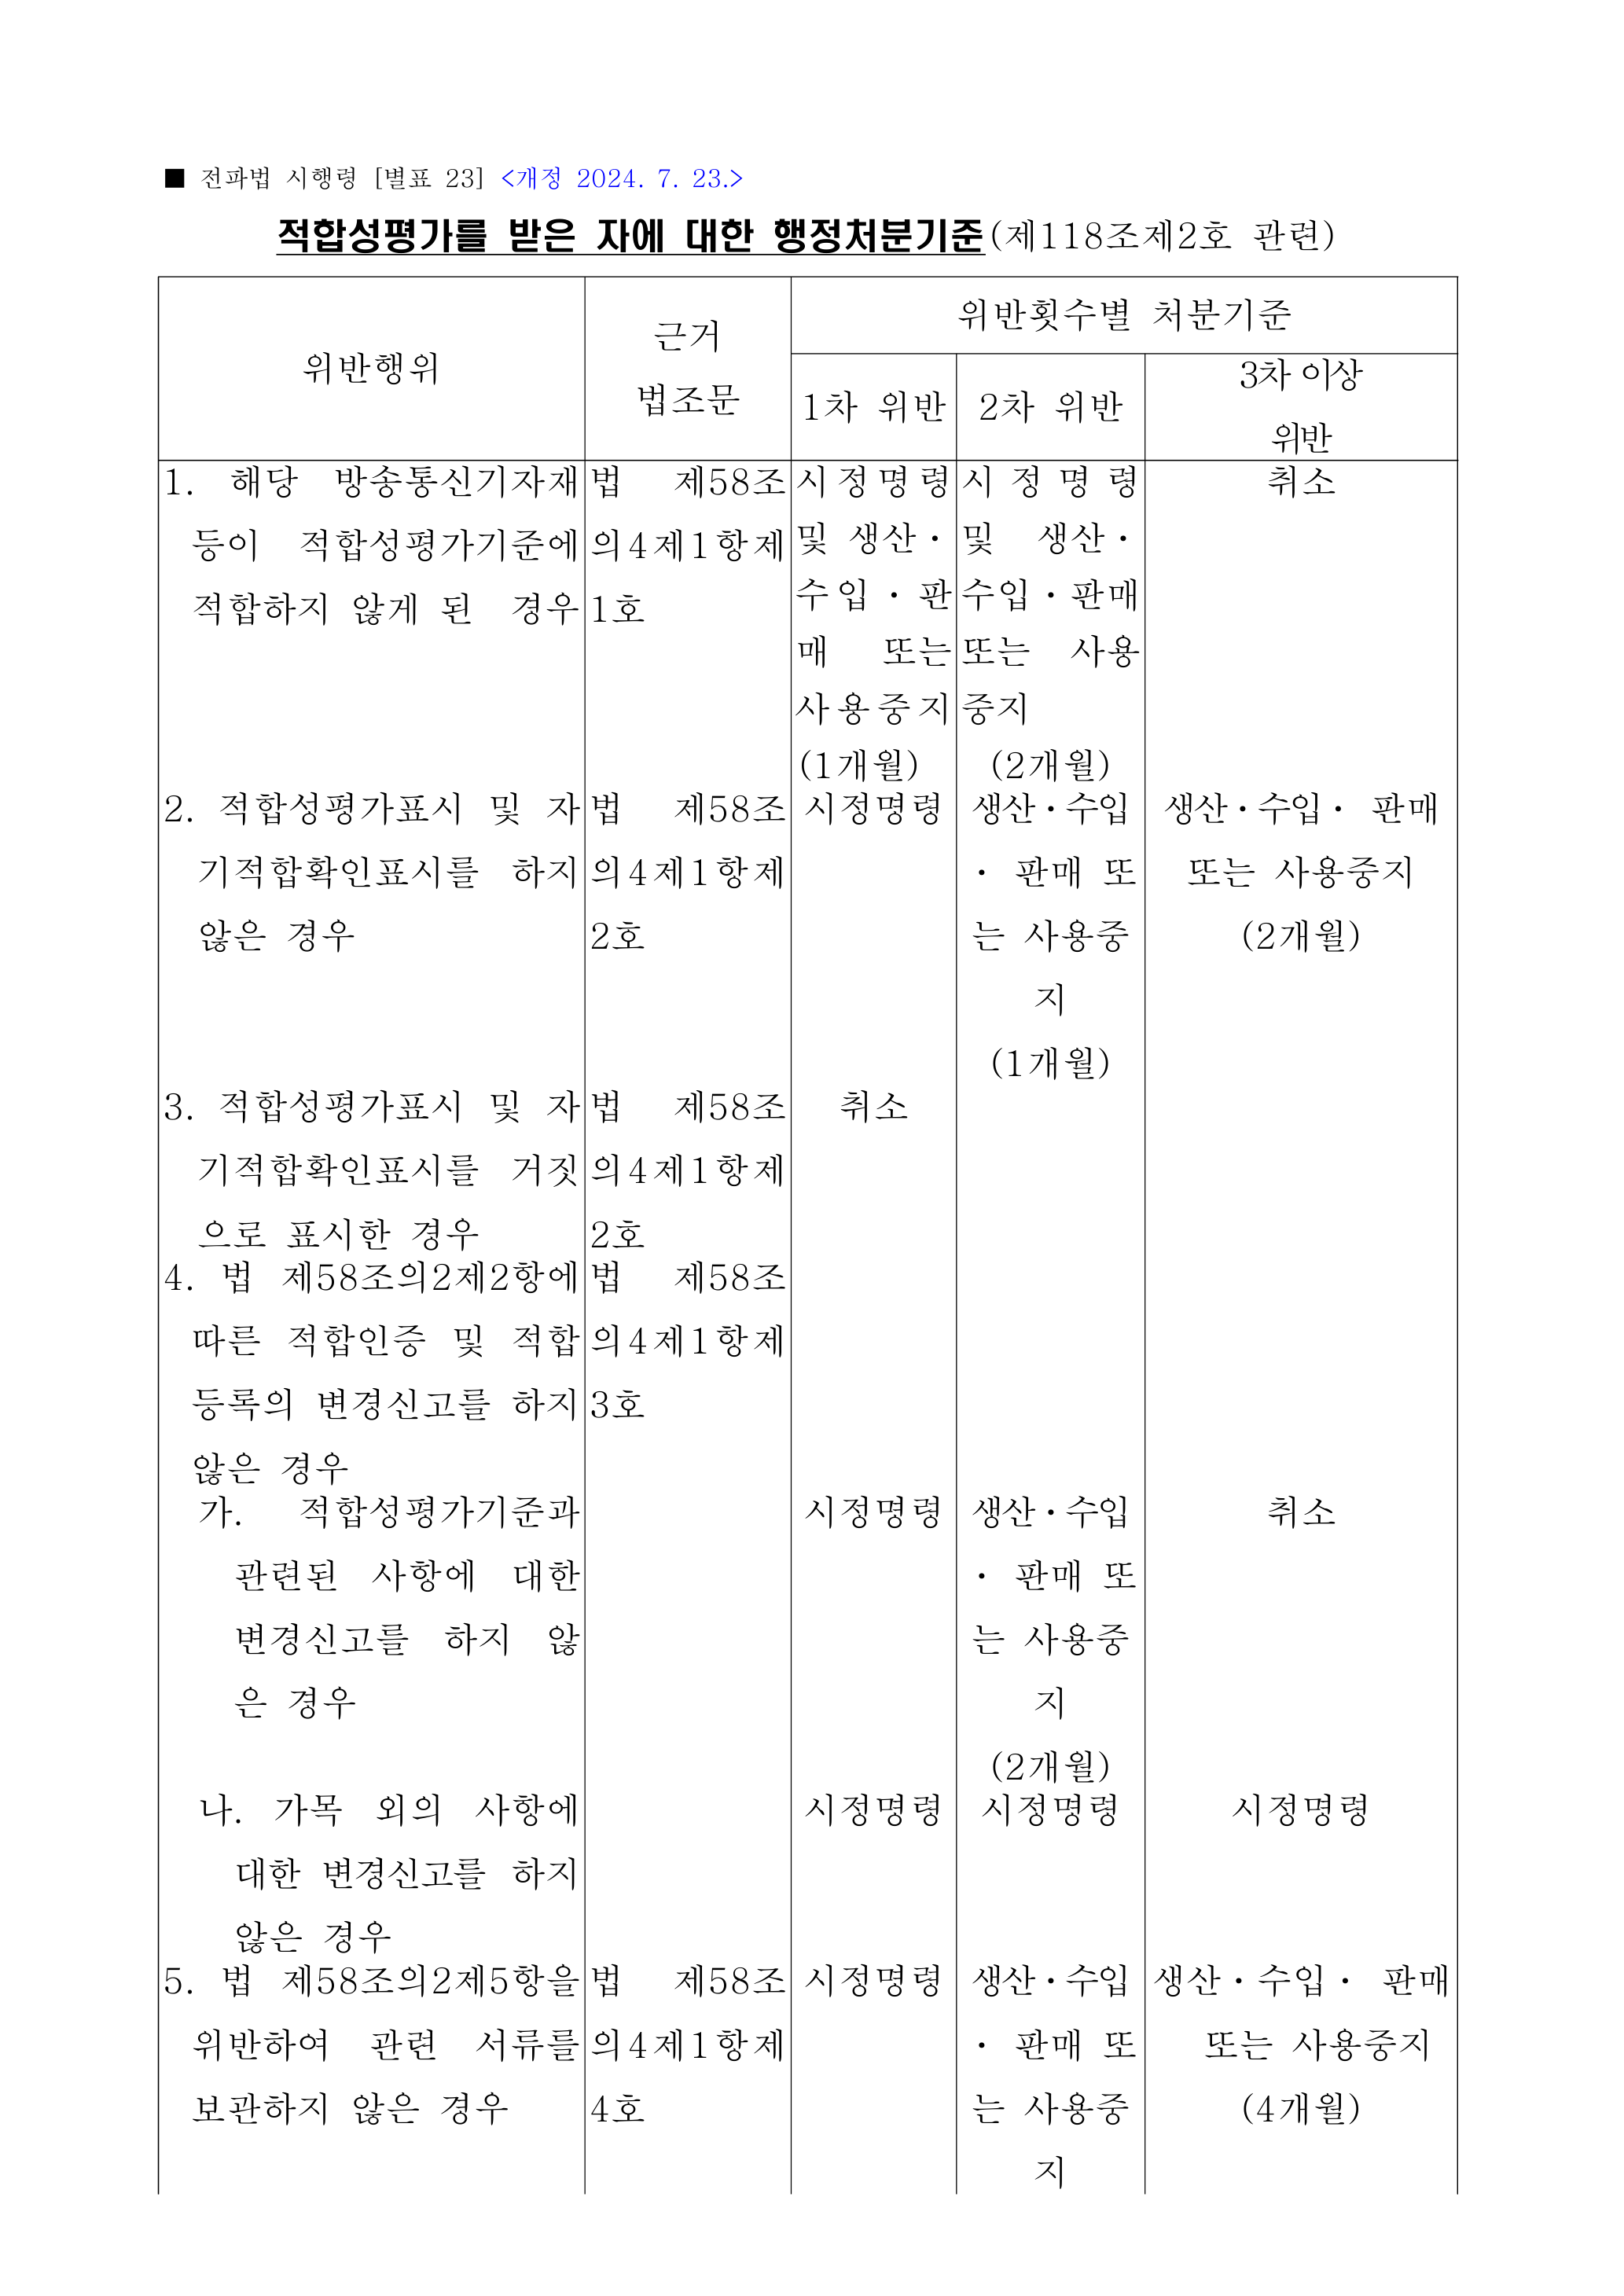 ■ 전파법 시행령 [별표 23] <개정 2024. 7. 23.>
적합성평가를 받은 자에 대한 행정처분기준(제118조제2호 관련)
위반행위
근거
법조문
위반횟수별 처분기준
1차 위반
2차 위반
3차 이상
위반
1. 해당 방송통신기자재
등이 적합성평가기준에
적합하지 않게 된 경우
법 제58조
의4제1항제
1호
시정명령
및 생산·
수입·판
매 또는
사용중지
(1개월)
시정명령
및 생산·
수입·판매
또는 사용
중지
(2개월)
취소
2. 적합성평가표시 및 자
기적합확인표시를 하지
않은 경우
법 제58조
의4제1항제
2호
시정명령
생산·수입
· 판매 또
는 사용중
지
(1개월)
생산·수입· 판매
또는 사용중지
(2개월)
3. 적합성평가표시 및 자
기적합확인표시를 거짓
으로 표시한 경우
법 제58조
의4제1항제
2호
취소
4. 법 제58조의2제2항에
따른 적합인증 및 적합
등록의 변경신고를 하지
않은 경우
법 제58조
의4제1항제
3호
가. 적합성평가기준과
관련된 사항에 대한
변경신고를 하지 않
은 경우
시정명령
생산·수입
· 판매 또
는 사용중
지
(2개월)
취소
나. 가목 외의 사항에
대한 변경신고를 하지
않은 경우
시정명령
시정명령
시정명령
5. 법 제58조의2제5항을
위반하여 관련 서류를
보관하지 않은 경우
법 제58조
의4제1항제
4호
시정명령
생산·수입
· 판매 또
는 사용중
지
생산·수입· 판매
또는 사용중지
(4개월)